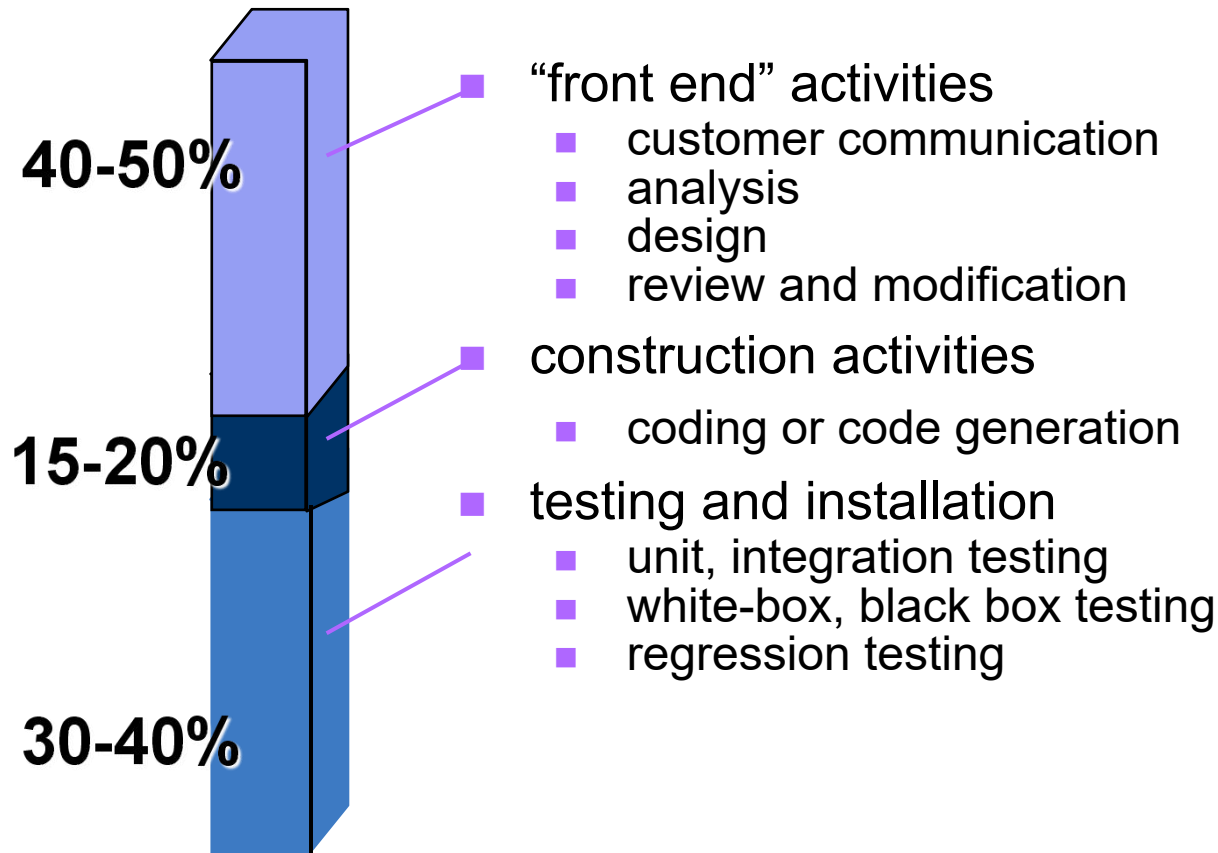 40-50%
15-20%
30-40%
“front end” activities
customer communication
analysis
design
review and modification
construction activities
coding or code generation
testing and installation
unit, integration testing
white-box, black box testing
regression testing